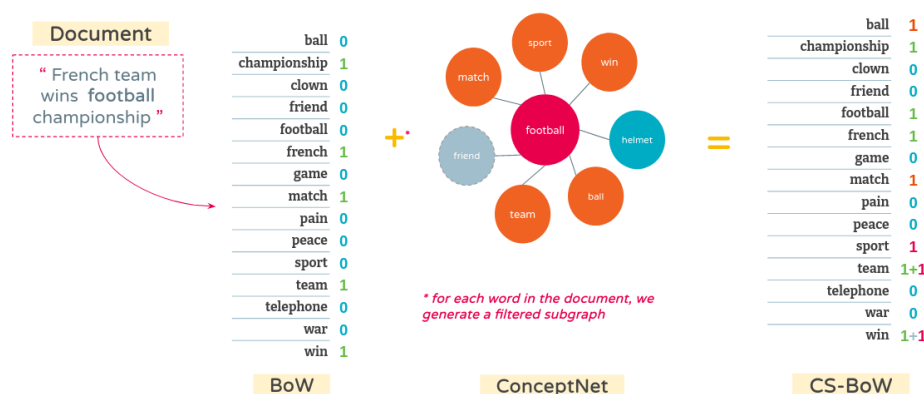 Document
“ French team
wins football
championship ”
ball 0
championship 1
clown 0
friend 0
football 0
french 1
game 0
match 1
pain 0
peace 0
sport 0
team 1
telephone 0
war 0
win 1
BoW
+*
sport
match
win
football
helmet
friend
team
ball
* for each word in the document, we
generate a filtered subgraph
ConceptNet
=
ball 1
championship 1
clown 0
friend 0
football 1
french 1
game 0
match 1
pain 0
peace 0
sport 1
team 1+1
telephone 0
war 0
win 1+1
CS-BoW